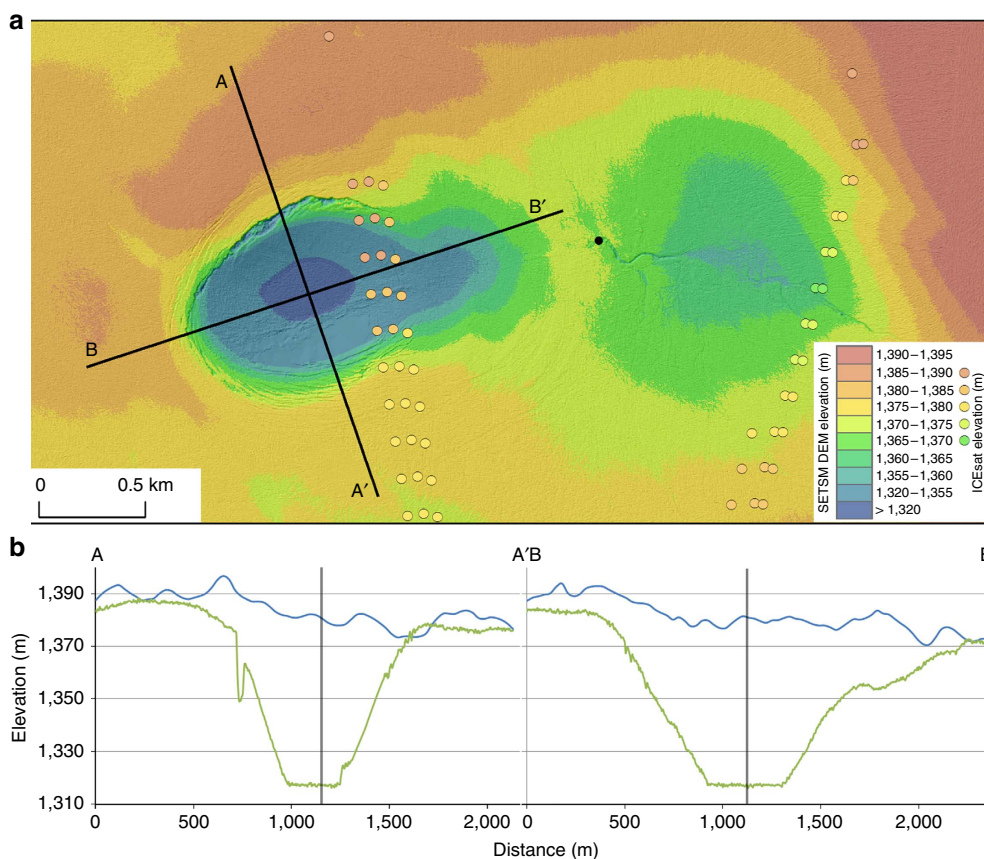 a
A
B′
B
A′
0 0.5 km
SETSM DEM elevation (m)
1,390–1,395
1,385–1,390
1,380–1,385
1,375–1,380
1,370–1,375
1,365–1,370
1,360–1,365
1,355–1,360
1,320–1,355
> 1,320
ICEsat elevation (m)
b
A A′B B
1,390
1,370
1,350
1,330
1,310
Elevation (m)
0 500 1,000 1,500 2,000 0 500 1,000 1,500 2,000
Distance (m)